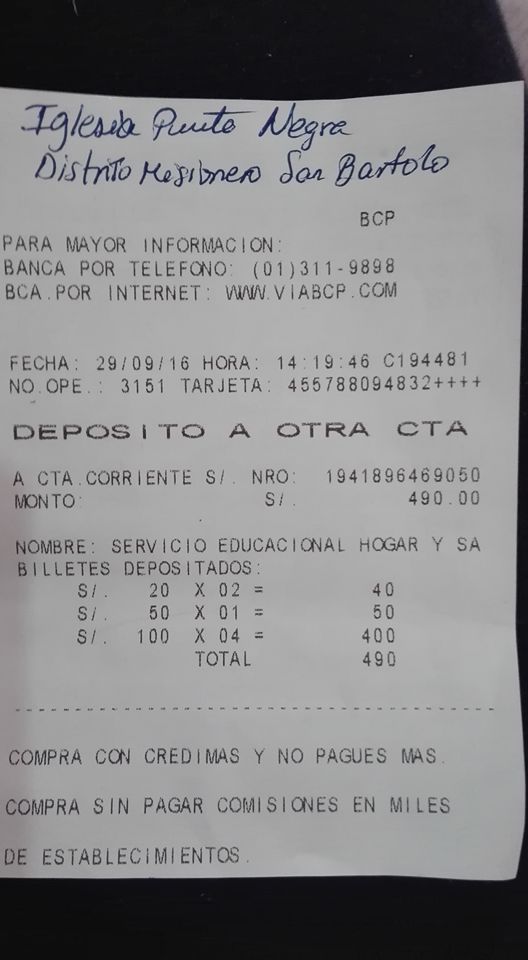 Iglesia Punta Negra
Distrito Misionero San Bartolo
BCP
PARA MAYOR INFORMACION:
BANCA POR TELEFONO: (01)311-9898
BCA.POR INTERNET: WWW.VIABCP.COM
FECHA: 29/09/16 HORA: 14:19:46 C194481
NO.OPE.: 3151 TARJETA: 455788094832++++
DEPOSITO A OTRA CTA
A CTA.CORRIENTE S/. NRO: 1941896469050
MONTO: S/. 490.00
NOMBRE: SERVICIO EDUCACIONAL HOGAR Y SA
BILLETES DEPOSITADOS:
S/. 20 X 02 = 40
S/. 50 X 01 = 50
S/. 100 X 04 = 400
TOTAL 490
COMPRA CON CREDIMAS Y NO PAGUES MAS.
COMPRA SIN PAGAR COMISIONES EN MILES
DE ESTABLECIMIENTOS.